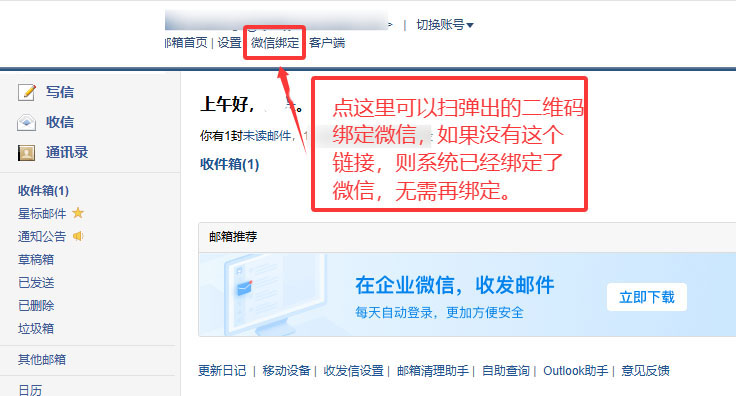 | 切换账号
邮箱首页 | 设置 微信绑定 客户端
写信
收信
通讯录
收件箱(1)
星标邮件
通知公告
草稿箱
已发送
已删除
垃圾箱
其他邮箱
日历
上午好，
你有1封未读邮件，
收件箱(1)
点这里可以扫弹出的二维码
绑定微信，如果没有这个
链接，则系统已经绑定了
微信，无需再绑定。
邮箱推荐
在企业微信，收发邮件
每天自动登录，更加方便安全
立即下载
更新日记 | 移动设备 | 收发信设置 | 邮箱清理助手 | 自助查询 | Outlook助手 | 意见反馈